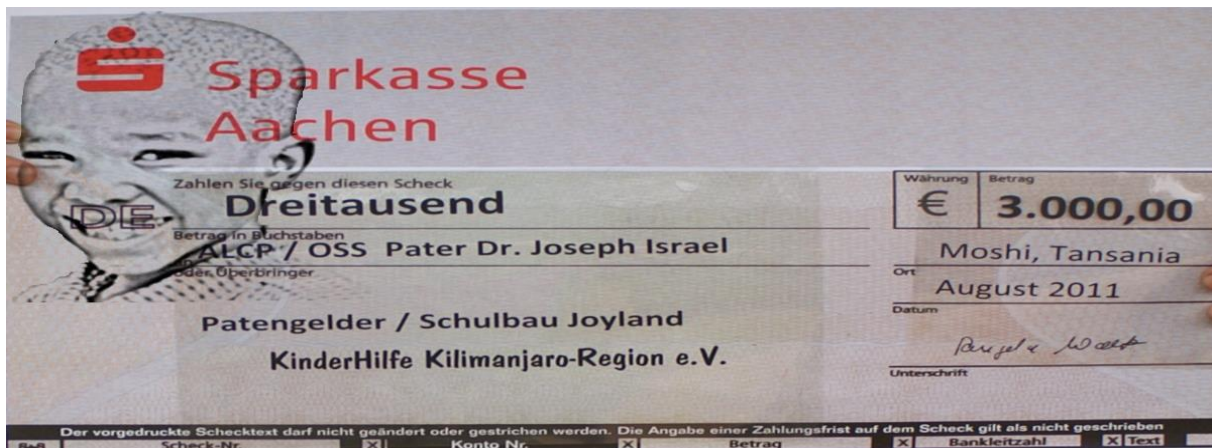 Sparkasse
Aachen
Zahlen Sie gegen diesen Scheck
DE Dreitausend
Währung Betrag
€ 3.000,00
Betrag in Buchstaben
ALCP / OSS Pater Dr. Joseph Israel
Moshi, Tansania
oder Überbringer
Ort
August 2011
Datum
Patengelder / Schulbau Joyland
KinderHilfe Kilimanjaro-Region e.V.
Unterschrift
Der vorgedruckte Schecktext darf nicht geändert oder gestrichen werden. Die Angabe einer Zahlungsfrist auf dem Scheck gilt als nicht geschrieben
Scheck-Nr. X Konto Nr. X Betrag X Bankleitzahl X Text